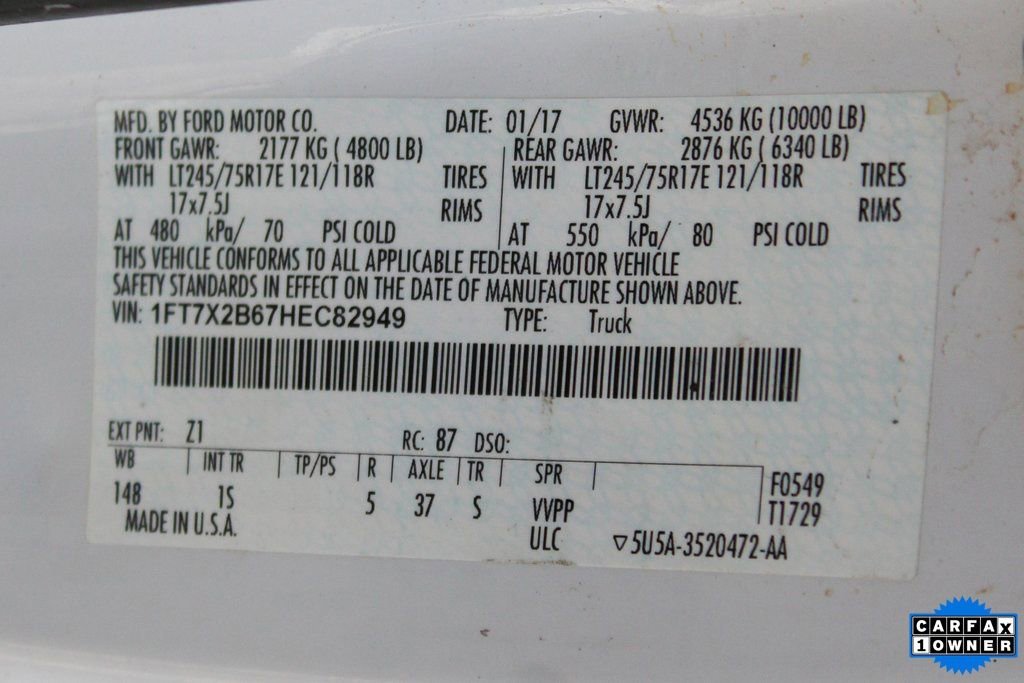 MFD. BY FORD MOTOR CO. DATE: 01/17 GVWR: 4536 KG (10000 LB)
FRONT GAWR: 2177 KG ( 4800 LB) REAR GAWR: 2876 KG ( 6340 LB)
WITH LT245/75R17E 121/118R TIRES WITH LT245/75R17E 121/118R TIRES
17x7.5J RIMS 17x7.5J RIMS
AT 480 kPa/ 70 PSI COLD AT 550 kPa/ 80 PSI COLD
THIS VEHICLE CONFORMS TO ALL APPLICABLE FEDERAL MOTOR VEHICLE
SAFETY STANDARDS IN EFFECT ON THE DATE OF MANUFACTURE SHOWN ABOVE.
VIN: 1FT7X2B67HEC82949 TYPE: Truck
EXT PNT: Z1 RC: 87 DSO:
WB INT TR TP/PS R AXLE TR SPR F0549
148 1S 5 37 S VVPP T1729
MADE IN U.S.A. ULC ▽5U5A-3520472-AA
CARFAX
1 OWNER